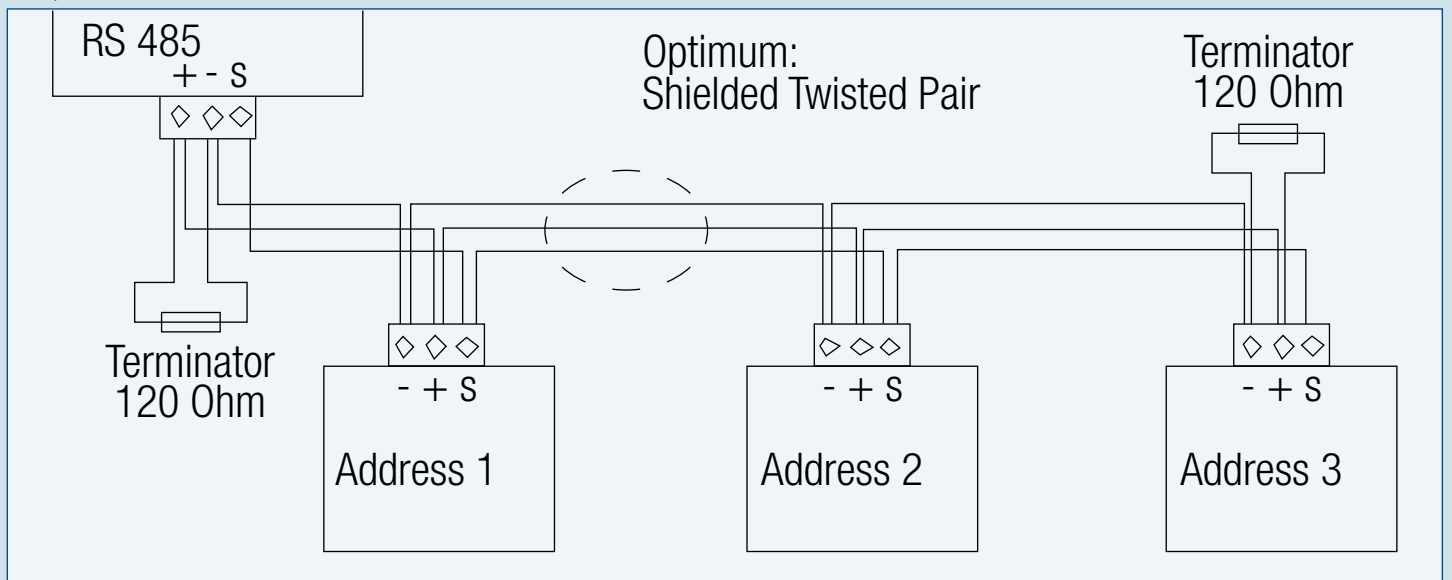 RS 485
+ - S
Optimum:
Shielded Twisted Pair
Terminator
120 Ohm
Terminator
120 Ohm
- + S
Address 1
- + S
Address 2
- + S
Address 3